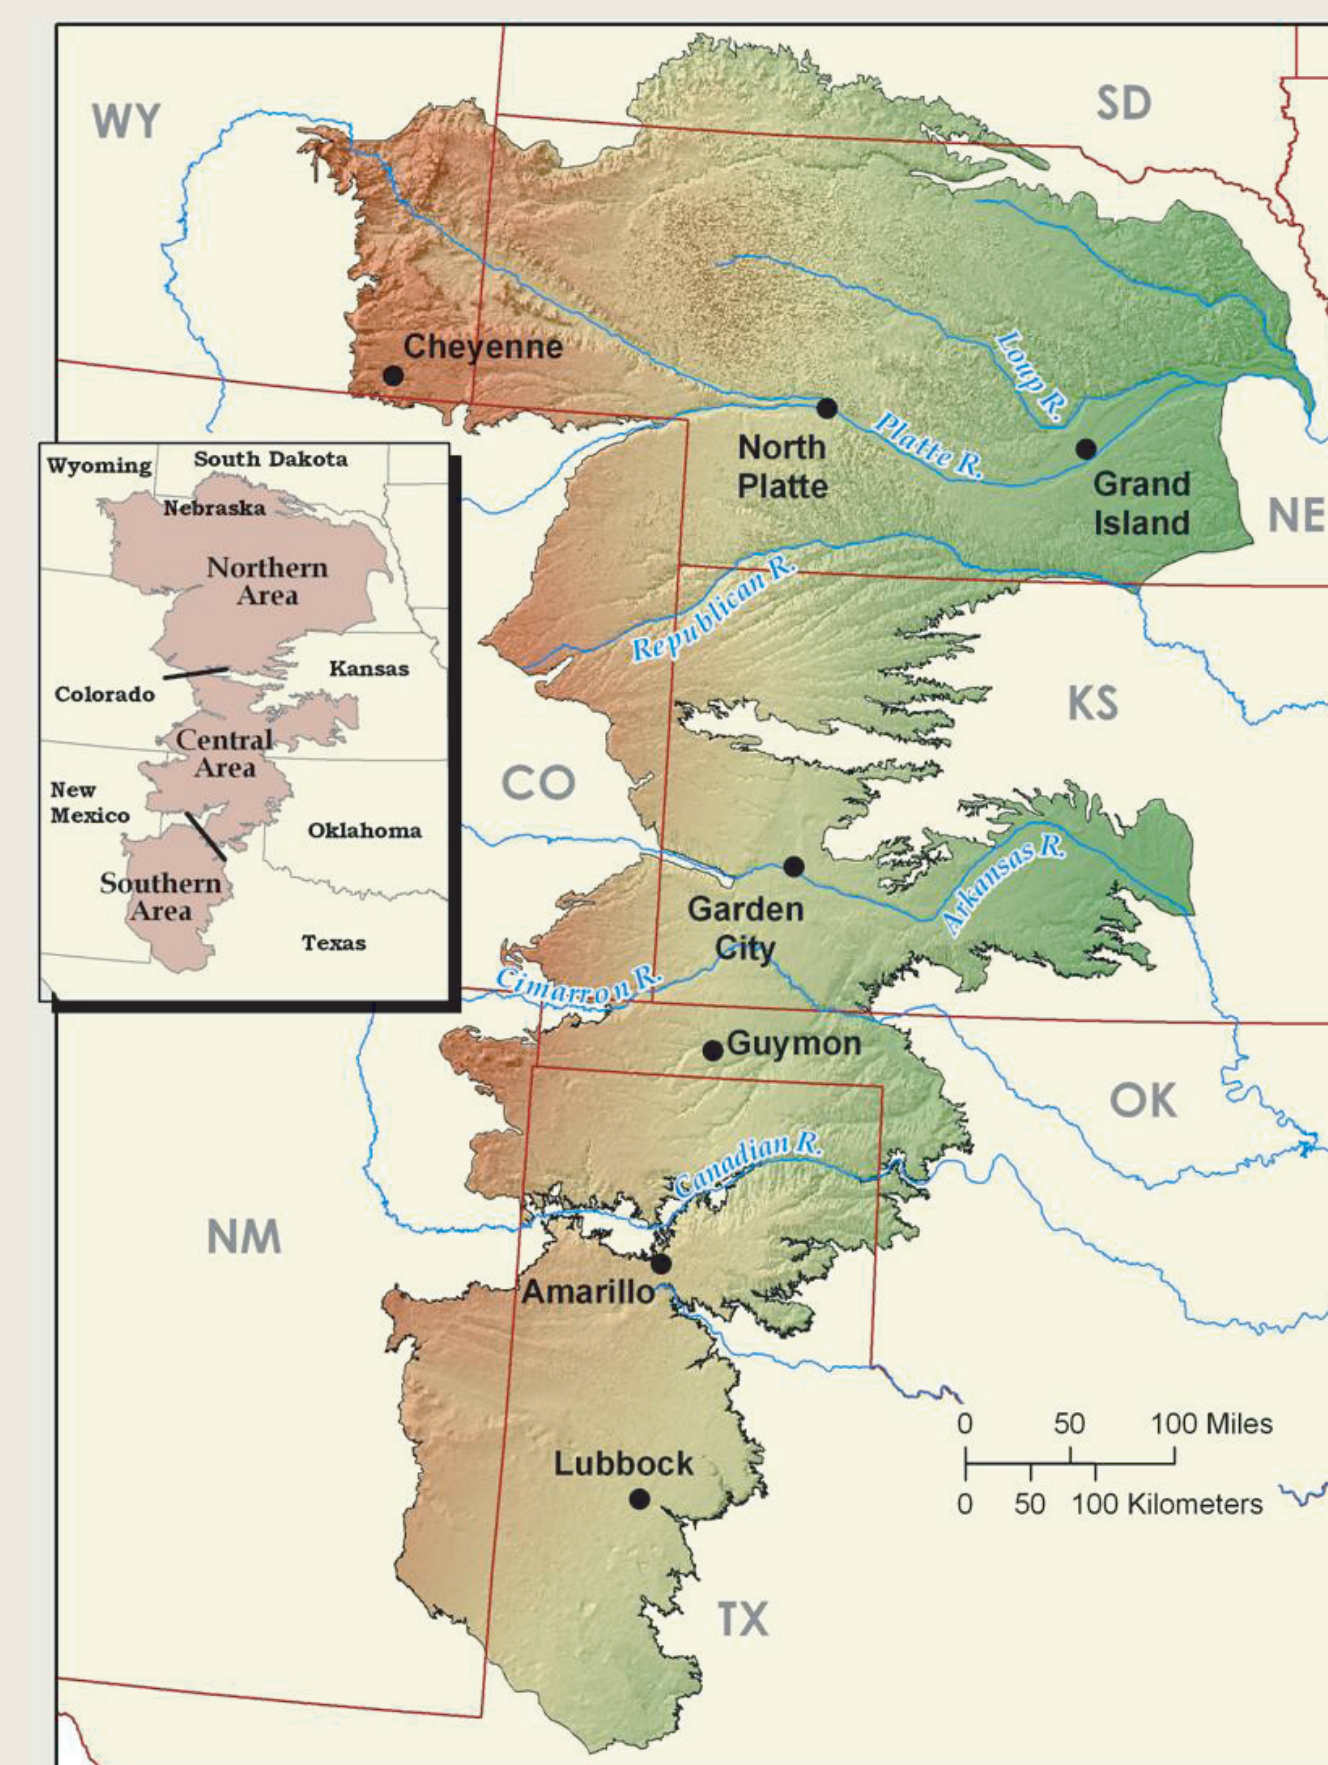 WY
SD
Cheyenne
Loup R.
North
Platte
Platte R.
Grand
Island
NE
Republican R.
KS
CO
Garden
City
Arkansas R.
Cimarron R.
Guymon
OK
Canadian R.
NM
Amarillo
Lubbock
TX
0 50 100 Miles
0 50 100 Kilometers
Wyoming
South Dakota
Nebraska
Northern
Area
Kansas
Colorado
Central
Area
New
Mexico
Oklahoma
Southern
Area
Texas